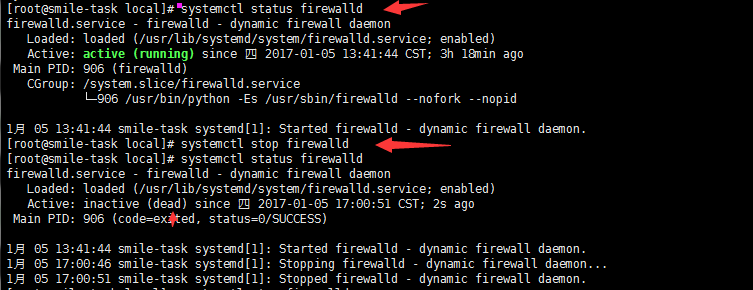 [root@smile-task local]# systemctl status firewalld
firewalld.service - firewalld - dynamic firewall daemon
   Loaded: loaded (/usr/lib/systemd/system/firewalld.service; enabled)
   Active: active (running) since 四 2017-01-05 13:41:44 CST; 3h 18min ago
 Main PID: 906 (firewalld)
   CGroup: /system.slice/firewalld.service
           └─906 /usr/bin/python -Es /usr/sbin/firewalld --nofork --nopid

1月 05 13:41:44 smile-task systemd[1]: Started firewalld - dynamic firewall daemon.
[root@smile-task local]# systemctl stop firewalld
[root@smile-task local]# systemctl status firewalld
firewalld.service - firewalld - dynamic firewall daemon
   Loaded: loaded (/usr/lib/systemd/system/firewalld.service; enabled)
   Active: inactive (dead) since 四 2017-01-05 17:00:51 CST; 2s ago
 Main PID: 906 (code=exited, status=0/SUCCESS)

1月 05 13:41:44 smile-task systemd[1]: Started firewalld - dynamic firewall daemon.
1月 05 17:00:46 smile-task systemd[1]: Stopping firewalld - dynamic firewall daemon...
1月 05 17:00:51 smile-task systemd[1]: Stopped firewalld - dynamic firewall daemon.